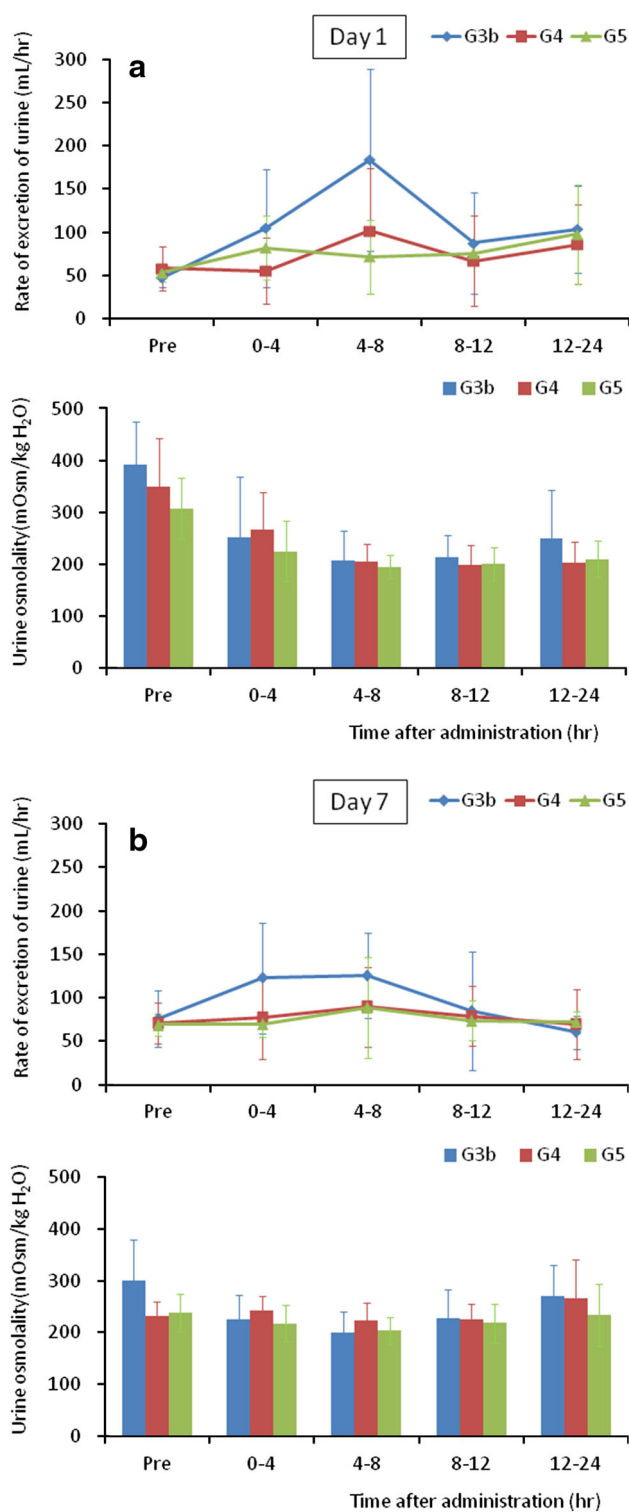 a
Day 1
G3b G4 G5
Rate of excretion of urine (mL/hr)
300
250
200
150
100
50
0
Pre 0-4 4-8 8-12 12-24
G3b G4 G5
Urine osmolality(mOsm/kg H₂O)
500
400
300
200
100
0
Pre 0-4 4-8 8-12 12-24
Time after administration (hr)
b
Day 7
G3b G4 G5
Rate of excretion of urine (mL/hr)
300
250
200
150
100
50
0
Pre 0-4 4-8 8-12 12-24
G3b G4 G5
Urine osmolality(mOsm/kg H₂O)
500
400
300
200
100
0
Pre 0-4 4-8 8-12 12-24
Time after administration (hr)